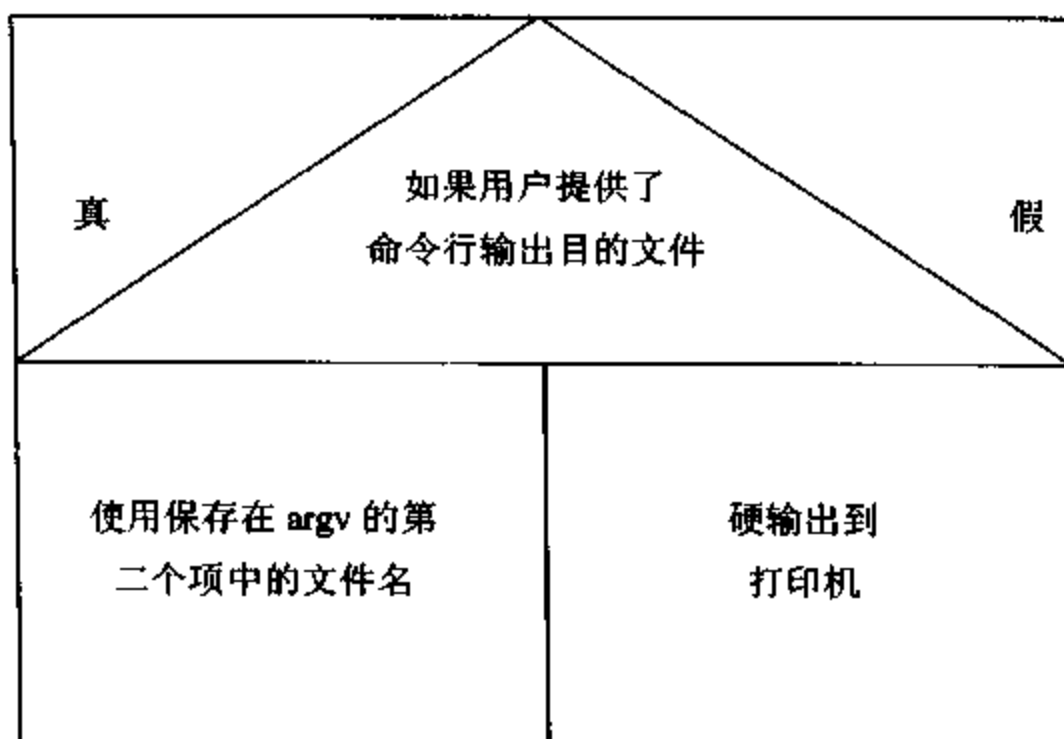 如果用户提供了
命令行输出目的文件
真
假
使用保存在 argv 的第
二个项中的文件名
硬输出到
打印机